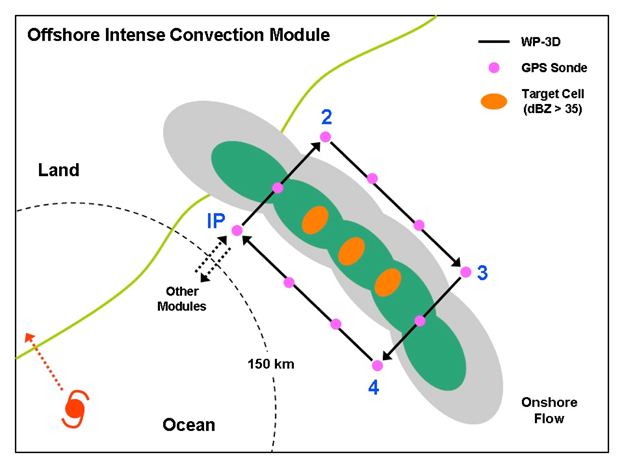 Offshore Intense Convection Module
WP-3D
GPS Sonde
Target Cell
(dBZ > 35)
2
Land
IP
3
Other
Modules
150 km
4
Onshore
Flow
Ocean